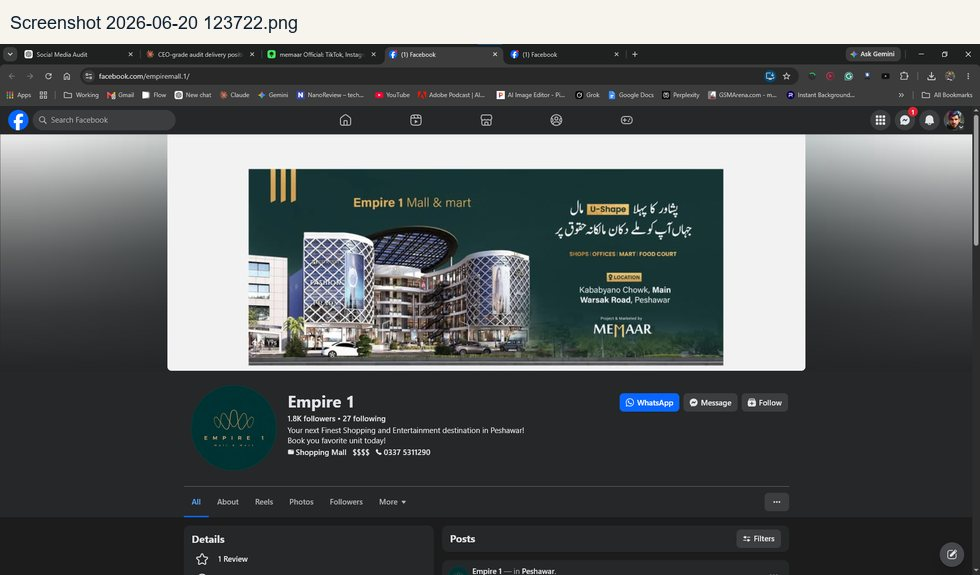 Screenshot 2026-06-20 123722.png
Social Media Audit
CEO-grade audit delivery posit
memaar Official: TikTok, Instag
(1) Facebook
(1) Facebook
Ask Gemini
facebook.com/empiremall.1/
Apps
Working
Gmail
Flow
New chat
Claude
Gemini
NanoReview – tech...
YouTube
Adobe Podcast | AI...
AI Image Editor - Pi...
Grok
Google Docs
Perplexity
GSMArena.com - m...
Instant Background...
»
All Bookmarks
Search Facebook
1
Empire 1 Mall & mart
پشاور کا پہلا U-Shape مال
جہاں آپ کو ملے دکان مالکانہ حقوق پر
SHOPS | OFFICES | MART | FOOD COURT
LOCATION
Kababyano Chowk, Main
Warsak Road, Peshawar
Project & Marketed by
MEMAAR
EMPIRE 1
Mall & Mart
Empire 1
1.8K followers • 27 following
Your next Finest Shopping and Entertainment destination in Peshawar!
Book you favorite unit today!
Shopping Mall $$$$ 0337 5311290
WhatsApp
Message
Follow
All
About
Reels
Photos
Followers
More
Details
1 Review
Posts
Filters
Empire 1 — in Peshawar.